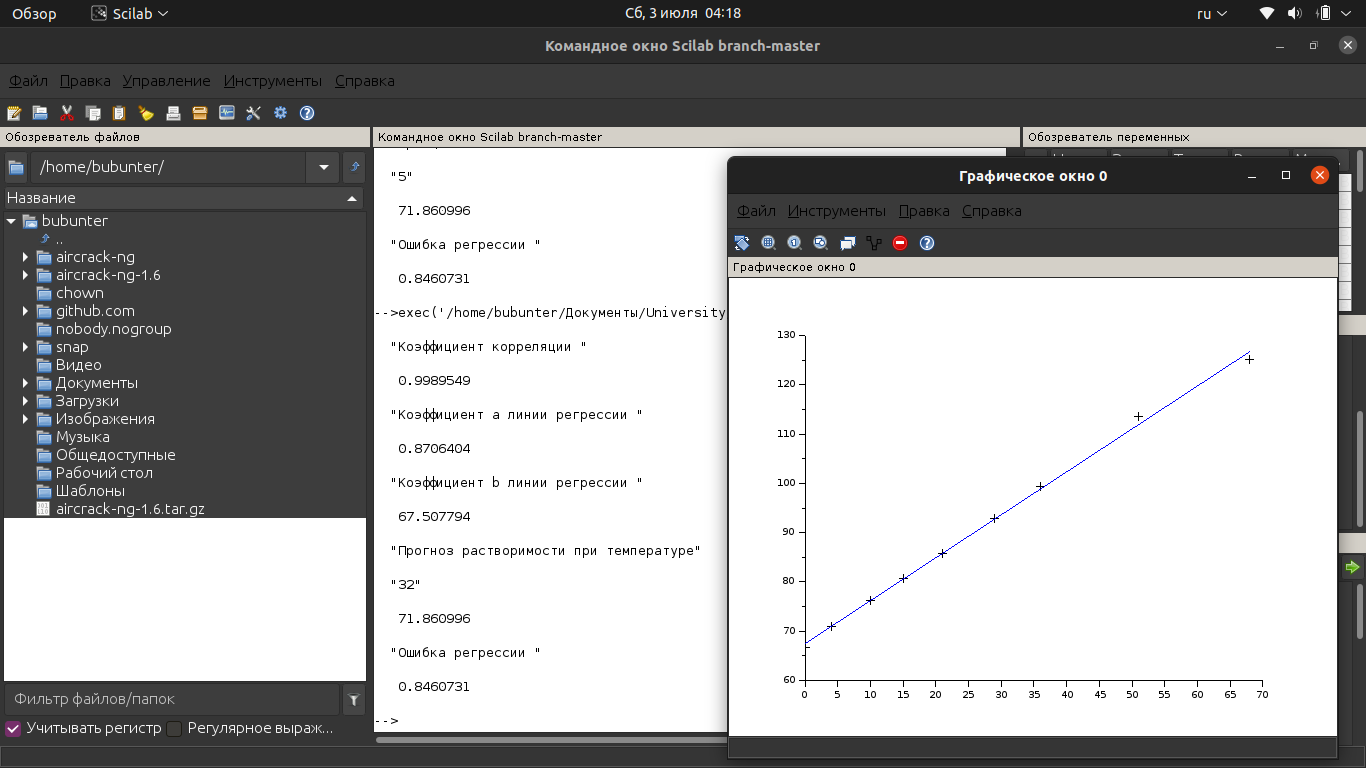 Обзор
Scilab
Сб, 3 июля 04:18
ru
Командное окно Scilab branch-master
Файл Правка Управление Инструменты Справка
Обозреватель файлов
/home/bubunter/
Название
bubunter
..
aircrack-ng
aircrack-ng-1.6
chown
github.com
nobody.nogroup
snap
Видео
Документы
Загрузки
Изображения
Музыка
Общедоступные
Рабочий стол
Шаблоны
aircrack-ng-1.6.tar.gz
Фильтр файлов/папок
Учитывать регистр
Регулярное выраж...
Командное окно Scilab branch-master
"5"
71.860996
"Ошибка регрессии "
0.8460731
-->exec('/home/bubunter/Документы/University
"Коэффициент корреляции "
0.9989549
"Коэффициент a линии регрессии "
0.8706404
"Коэффициент b линии регрессии "
67.507794
"Прогноз растворимости при температуре"
"32"
71.860996
"Ошибка регрессии "
0.8460731
-->
Обозреватель переменных
Графическое окно 0
Файл Инструменты Правка Справка
Графическое окно 0
130
120
110
100
90
80
70
60
0 5 10 15 20 25 30 35 40 45 50 55 60 65 70